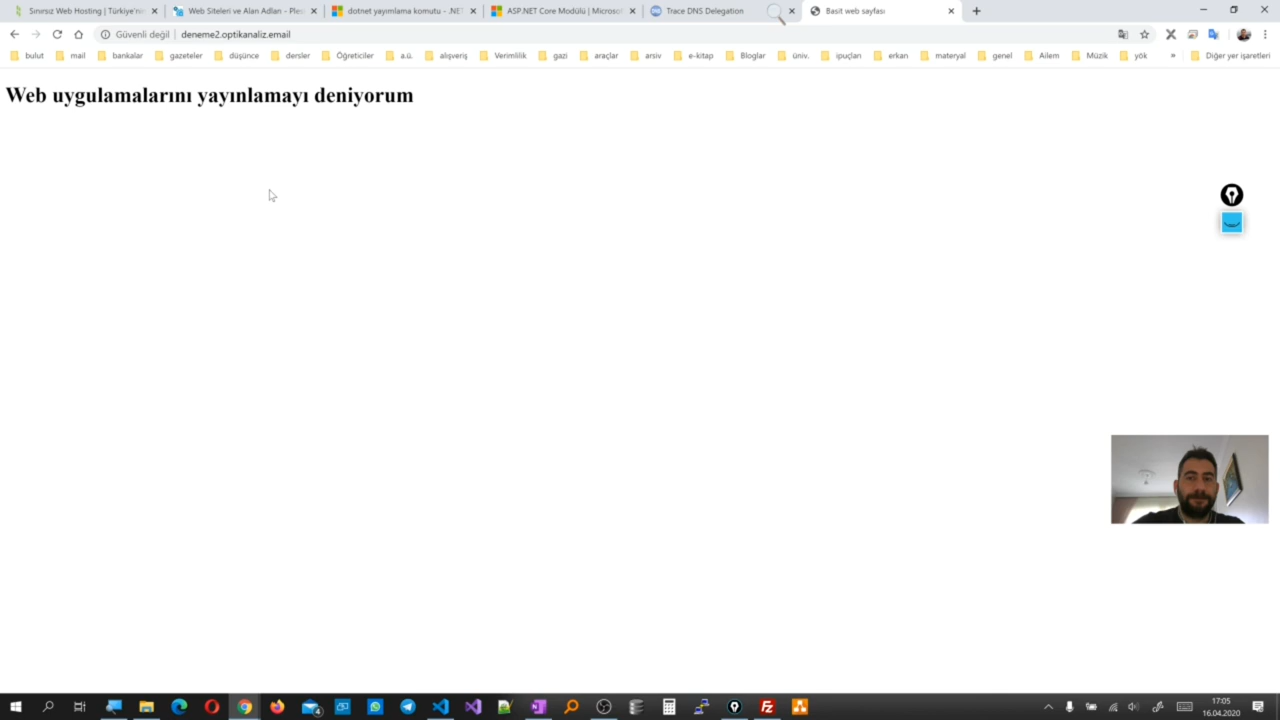 Sınırsız Web Hosting | Türkiye'nin
Web Siteleri ve Alan Adları - Ples
dotnet yayımlama komutu - .NET
ASP.NET Core Modülü | Microsof
Trace DNS Delegation
Basit web sayfası
Güvenli değil
deneme2.optikanaliz.email
bulut
mail
bankalar
gazeteler
düşünce
dersler
Öğreticiler
a.ü.
alışveriş
Verimlilik
gazi
araçlar
arsiv
e-kitap
Bloglar
üniv.
ipuçları
erkan
materyal
genel
Ailem
Müzik
yök
»
Diğer yer işaretleri
Web uygulamalarını yayınlamayı deniyorum
4
17:05
16.04.2020